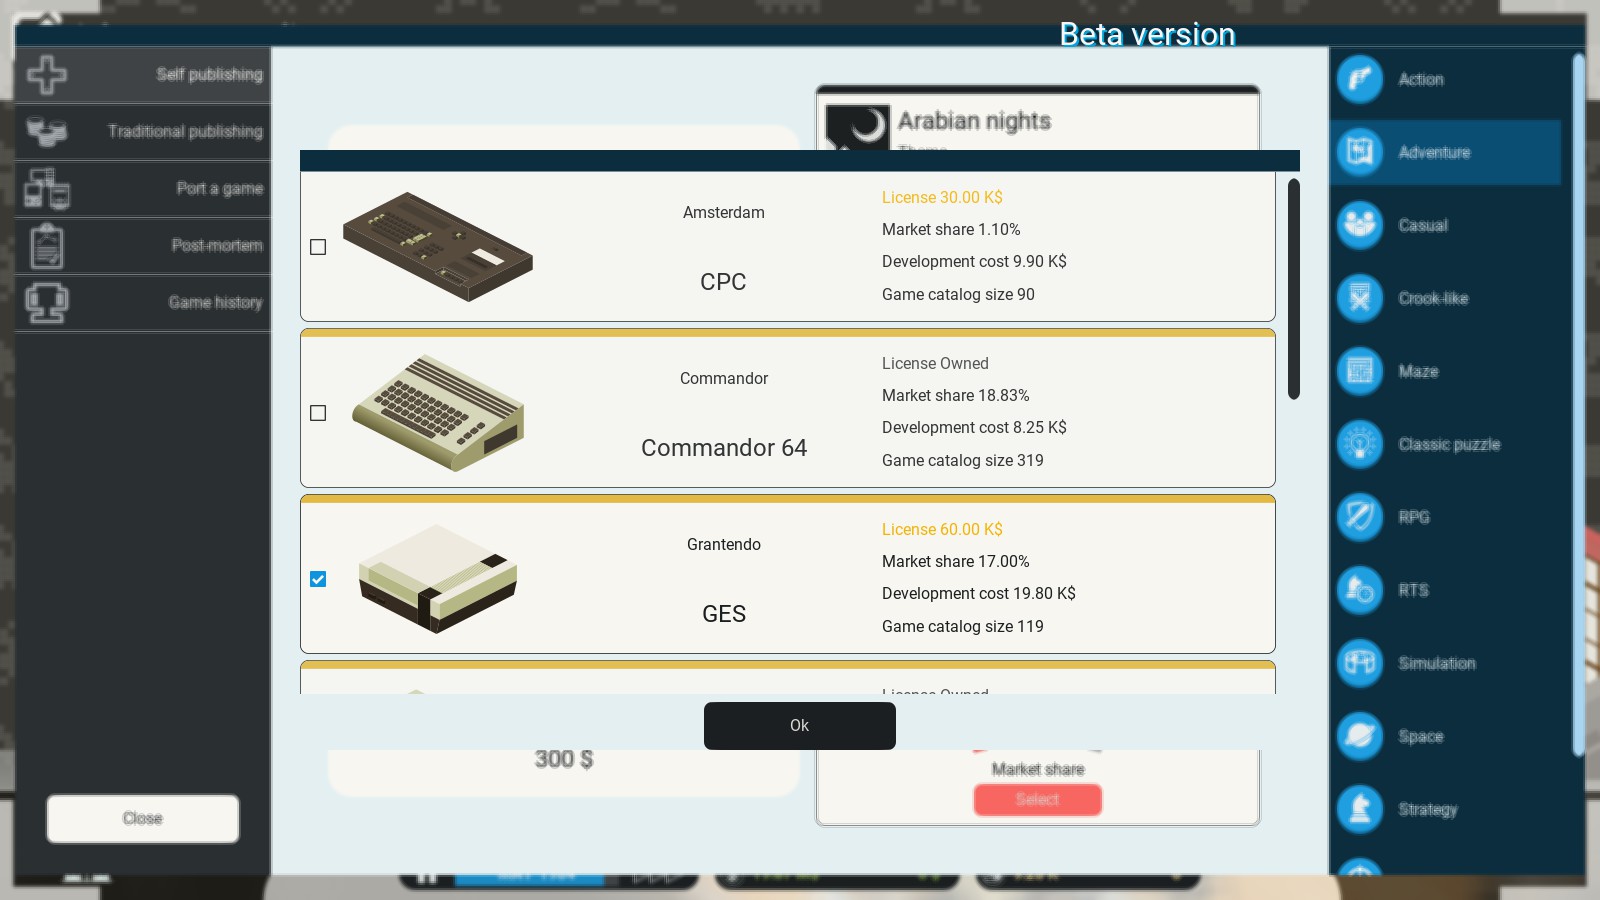 Beta version
Self publishing
Traditional publishing
Port a game
Post-mortem
Game history
Close
Arabian nights
Amsterdam
CPC
License 30.00 K$
Market share 1.10%
Development cost 9.90 K$
Game catalog size 90
Commandor
Commandor 64
License Owned
Market share 18.83%
Development cost 8.25 K$
Game catalog size 319
Grantendo
GES
License 60.00 K$
Market share 17.00%
Development cost 19.80 K$
Game catalog size 119
License Owned
Ok
300 $
Market share
Select
Action
Adventure
Casual
Crook-like
Maze
Classic puzzle
RPG
RTS
Simulation
Space
Strategy